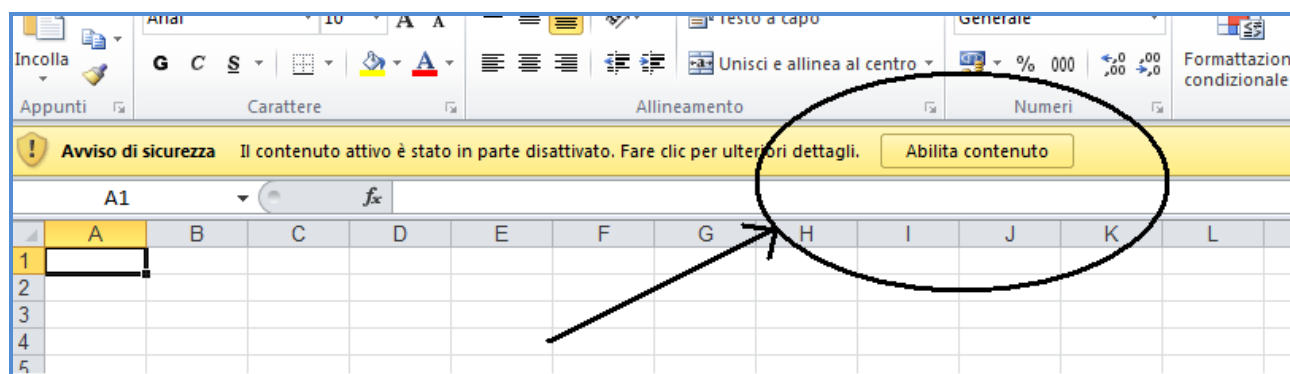 Arial 10 A A Testo a capo Generale
Incolla G C S A Unisci e allinea al centro % 000 ,00 ,00 ,0 Formattazion
condizionale
Appunti Carattere Allineamento Numeri
Avviso di sicurezza Il contenuto attivo è stato in parte disattivato. Fare clic per ulteriori dettagli. Abilita contenuto
A1 fx
A B C D E F G H I J K L
1
2
3
4
5